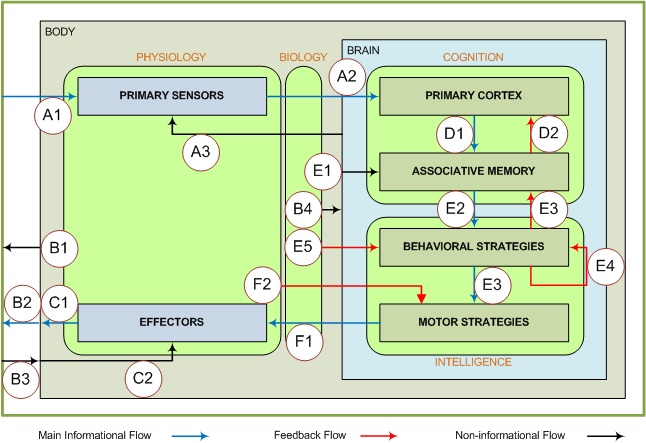 BODY
BRAIN
PHYSIOLOGY
BIOLOGY
COGNITION
A2
PRIMARY SENSORS
PRIMARY CORTEX
A1
D1
D2
A3
E1
ASSOCIATIVE MEMORY
B4
E2
E3
B1
E5
BEHAVIORAL STRATEGIES
E4
F2
E3
B2
C1
EFFECTORS
MOTOR STRATEGIES
F1
B3
C2
INTELLIGENCE
Main Informational Flow
Feedback Flow
Non-informational Flow